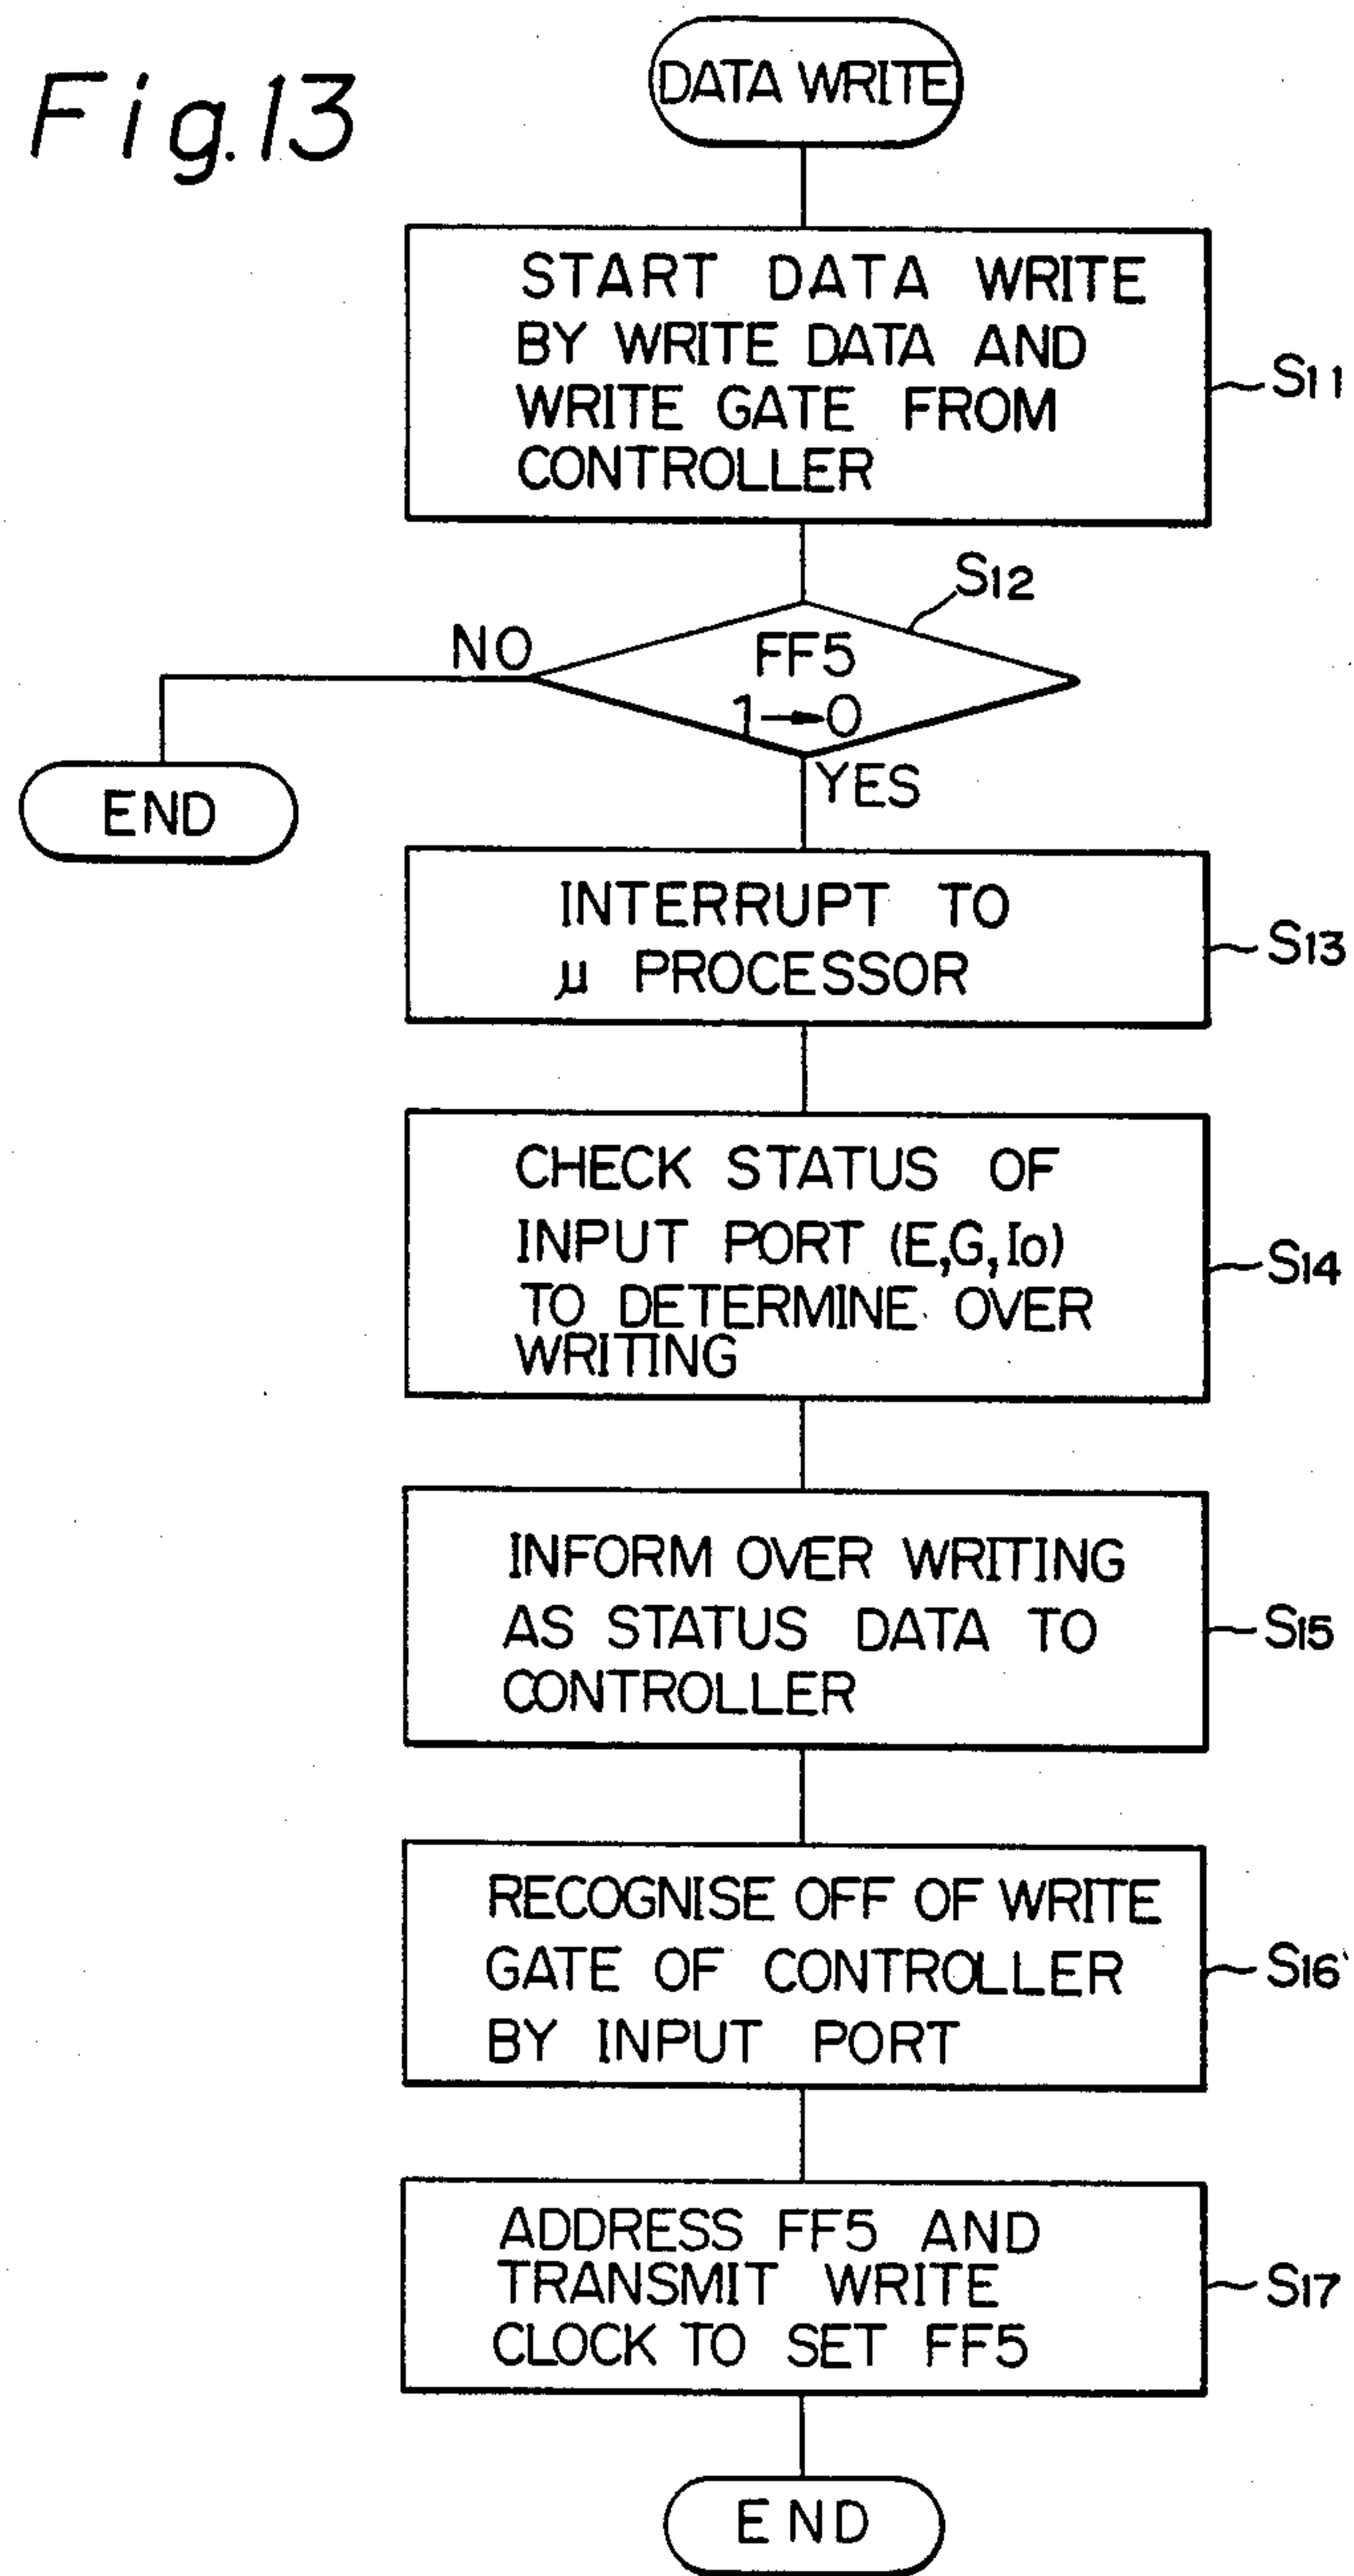 Fig.13
DATA WRITE
START DATA WRITE
BY WRITE DATA AND
WRITE GATE FROM
CONTROLLER
S11
S12
NO
FF5
1→0
YES
END
INTERRUPT TO
μ PROCESSOR
S13
CHECK STATUS OF
INPUT PORT (E,G,Io)
TO DETERMINE OVER
WRITING
S14
INFORM OVER WRITING
AS STATUS DATA TO
CONTROLLER
S15
RECOGNISE OFF OF WRITE
GATE OF CONTROLLER
BY INPUT PORT
S16
ADDRESS FF5 AND
TRANSMIT WRITE
CLOCK TO SET FF5
S17
END